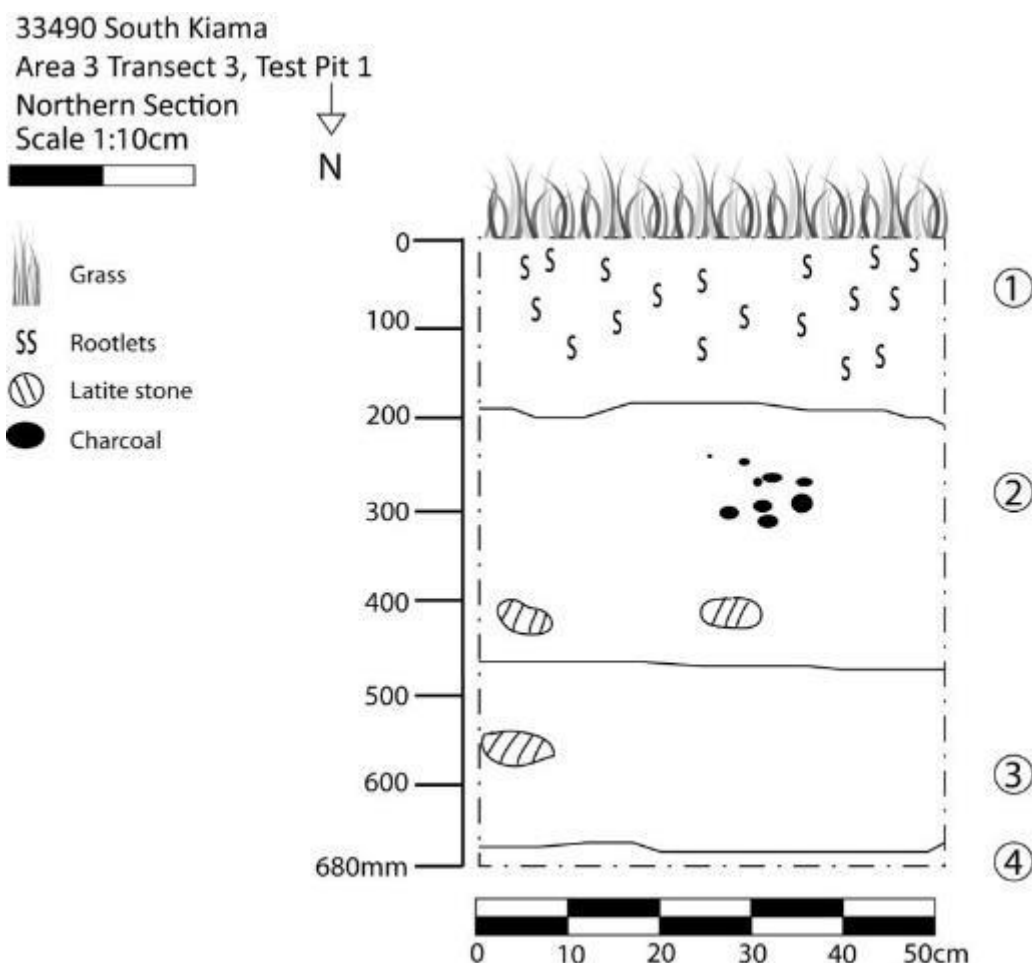 33490 South Kiama
Area 3 Transect 3, Test Pit 1
Northern Section
Scale 1:10cm
N
Grass
Rootlets
Latite stone
Charcoal
0
100
200
300
400
500
600
680mm
1
2
3
4
0 10 20 30 40 50cm